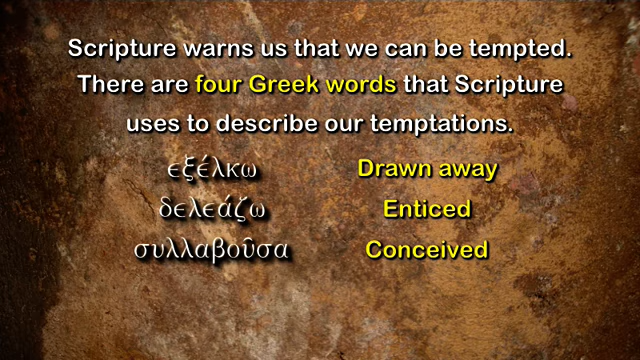 Scripture warns us that we can be tempted.
There are four Greek words that Scripture
uses to describe our temptations.
εξέλκω Drawn away
δελεάζω Enticed
συλλαβοῦσα Conceived